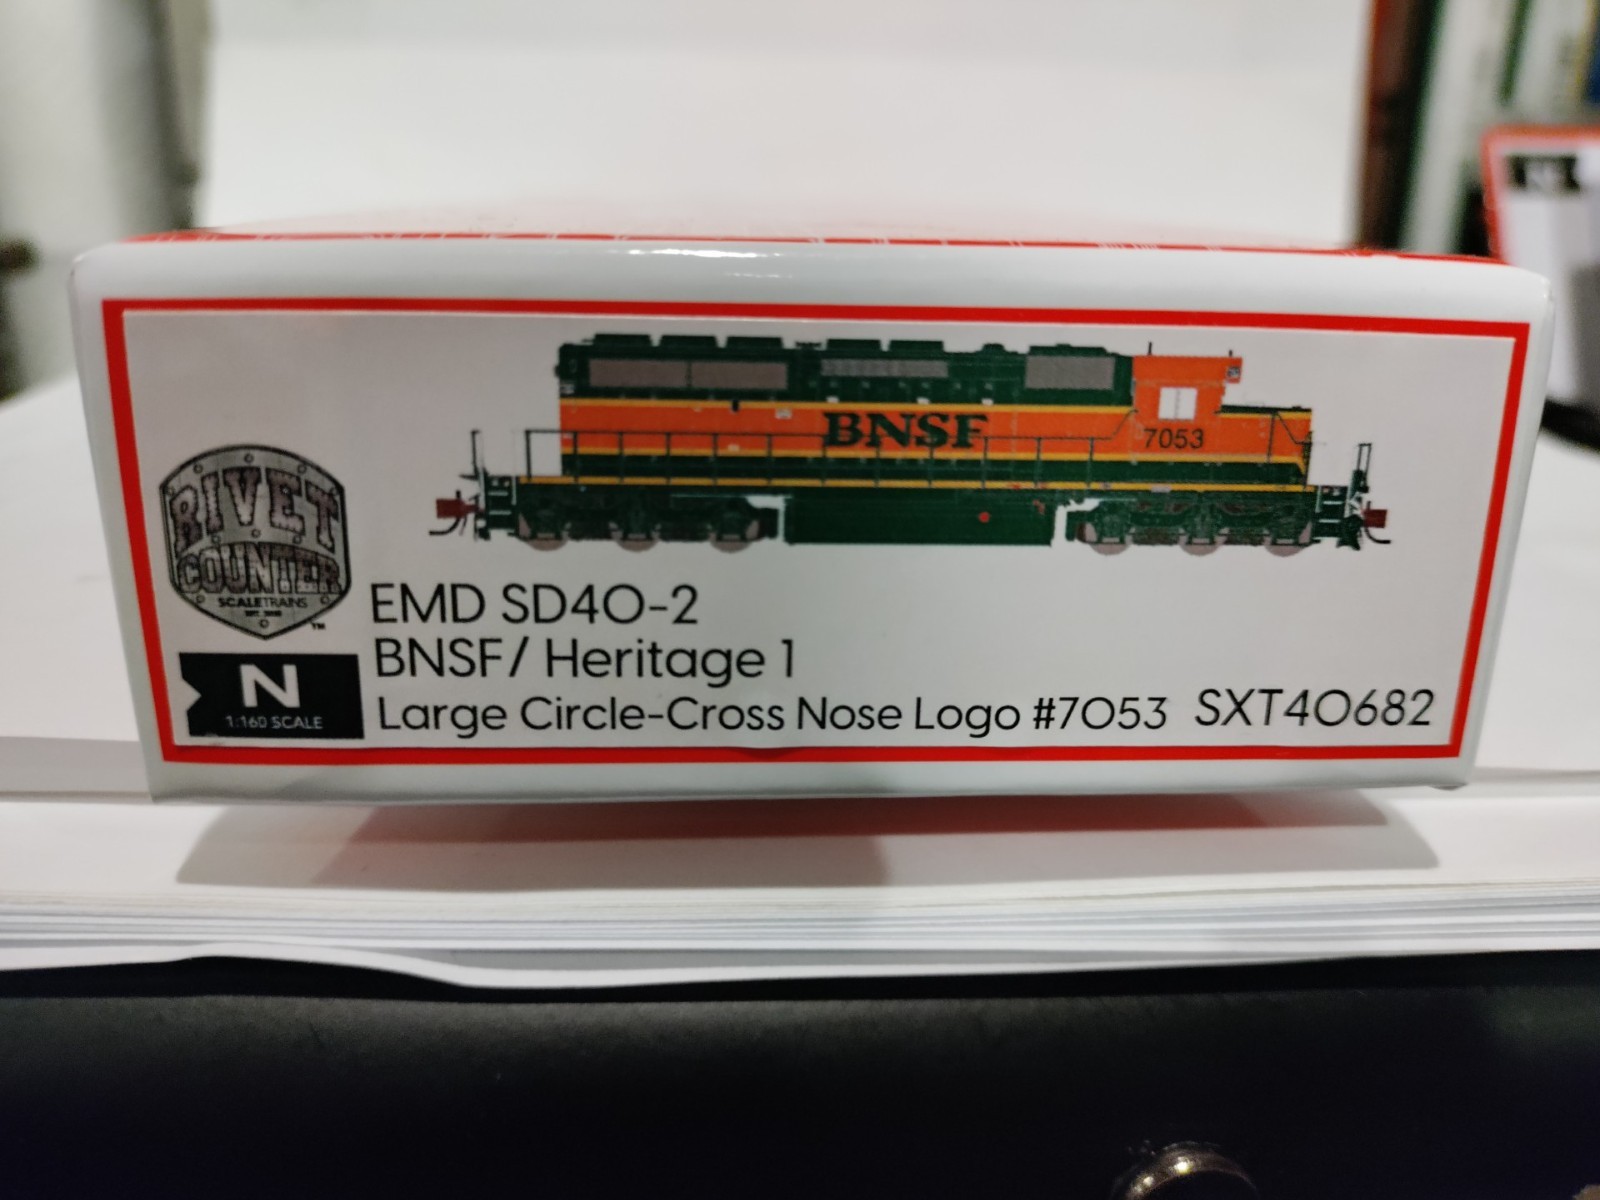 BNSF
7053
RIVET
COUNTER
SCALETRAINS
TM
EMD SD40-2
BNSF/ Heritage 1
N
1:160 SCALE
Large Circle-Cross Nose Logo #7053 SXT40682